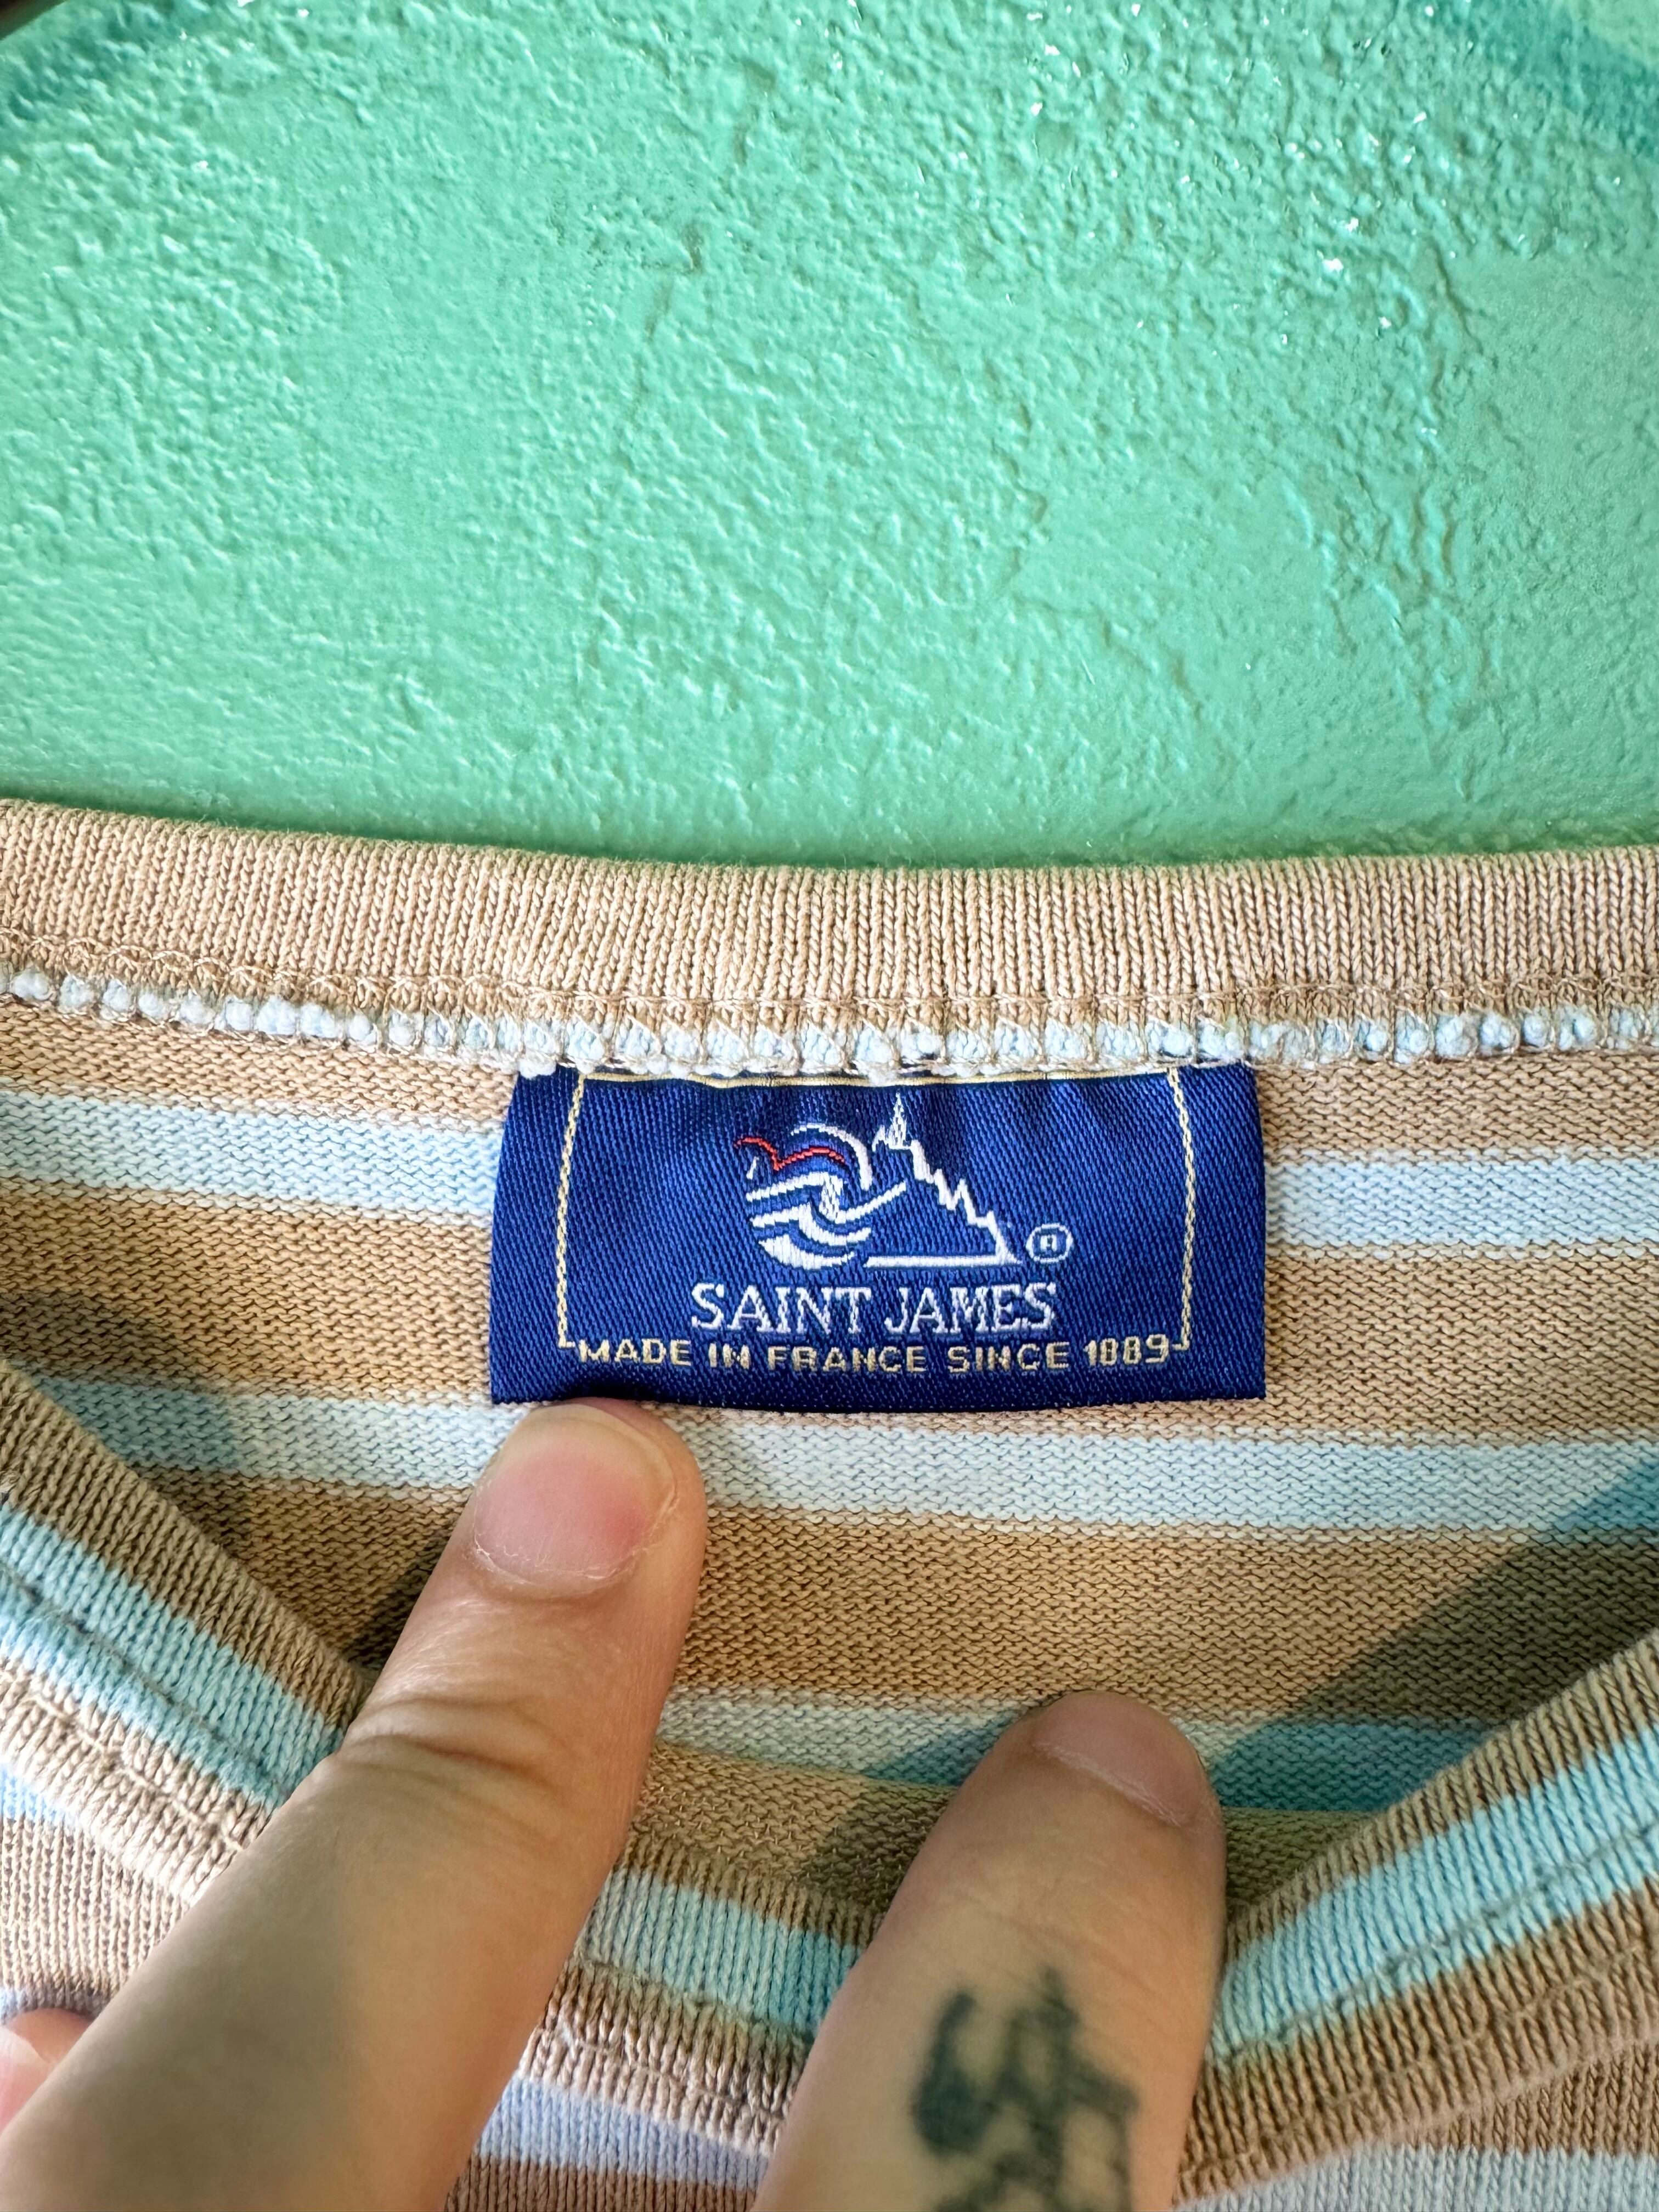 ®
SAINT JAMES
MADE IN FRANCE SINCE 1889